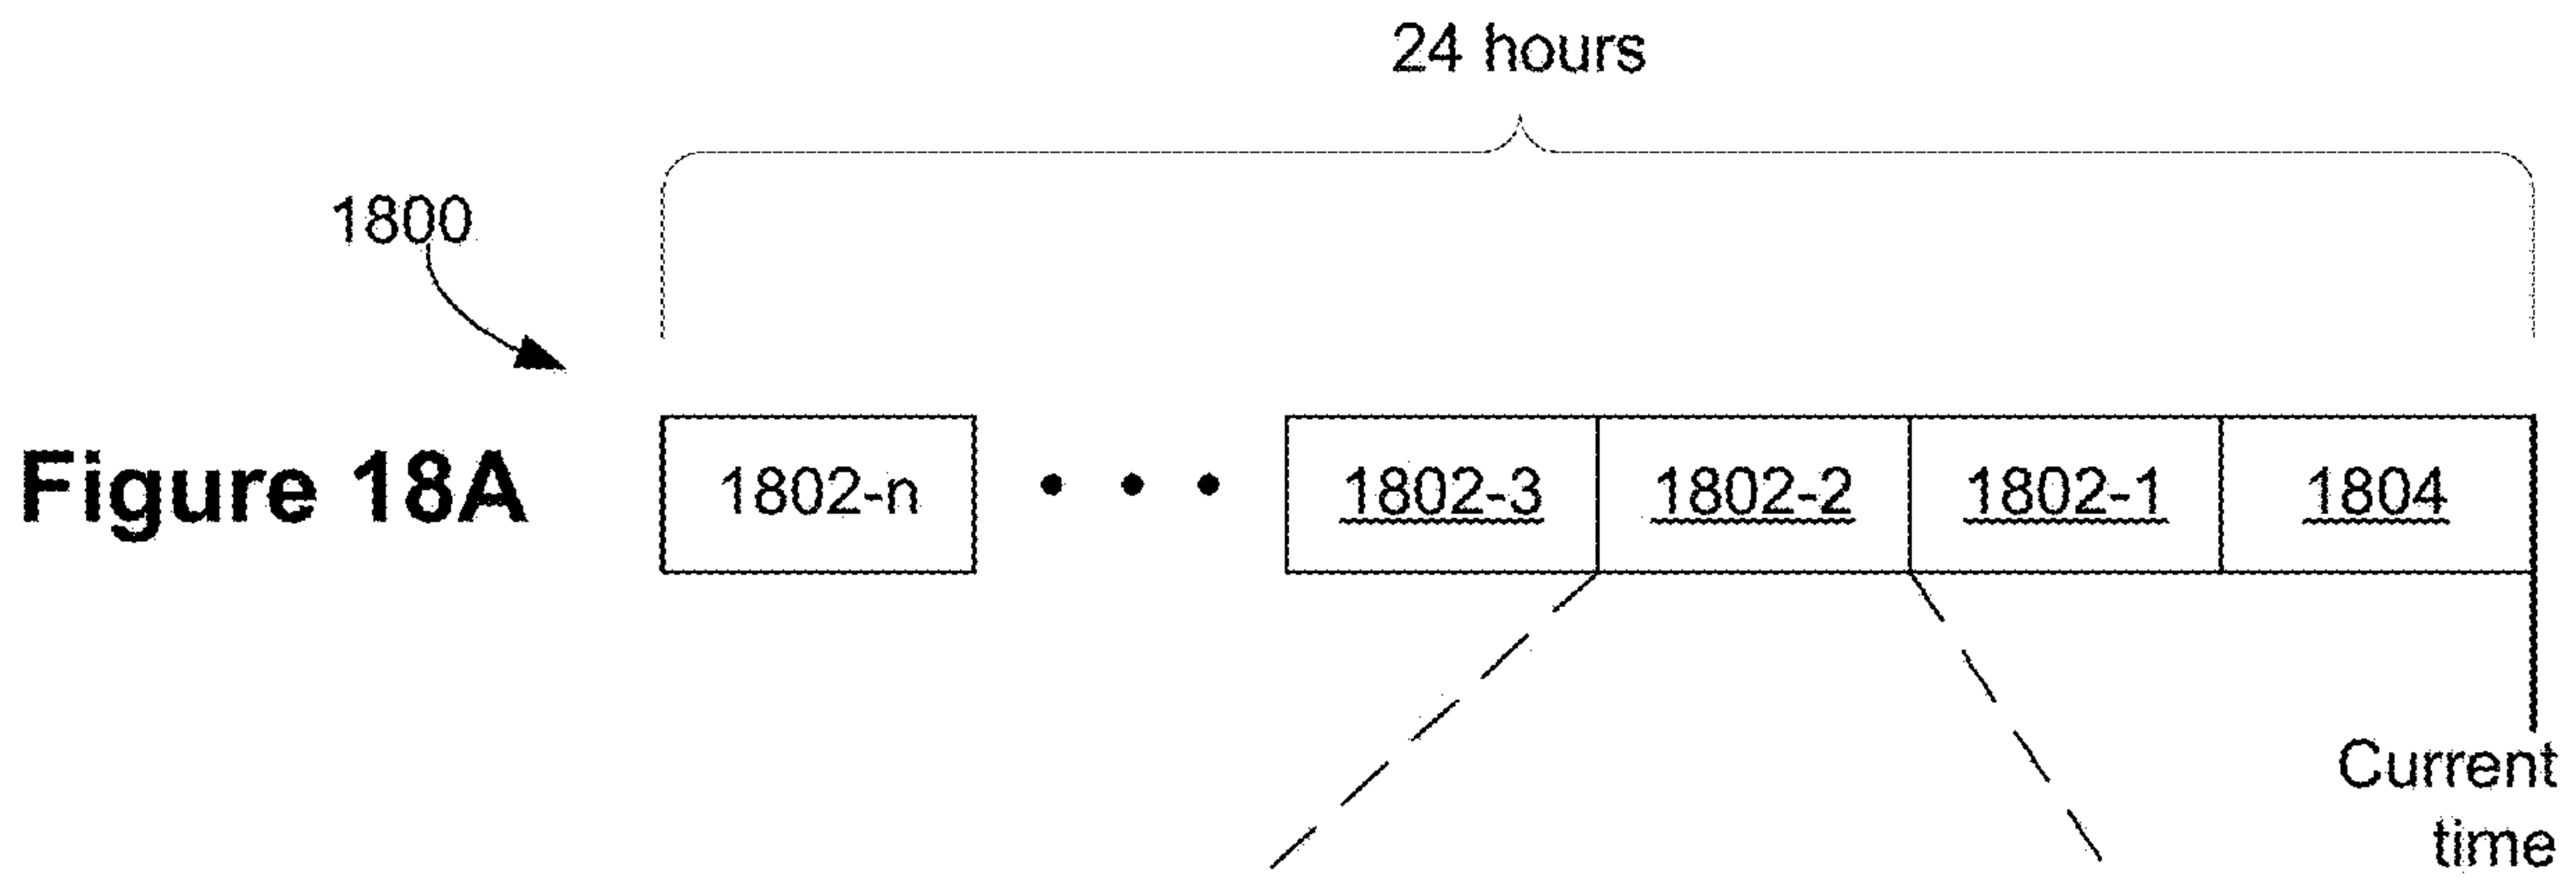 24 hours
1800
Figure 18A
1802-n • • • 1802-3 1802-2 1802-1 1804
Current
time